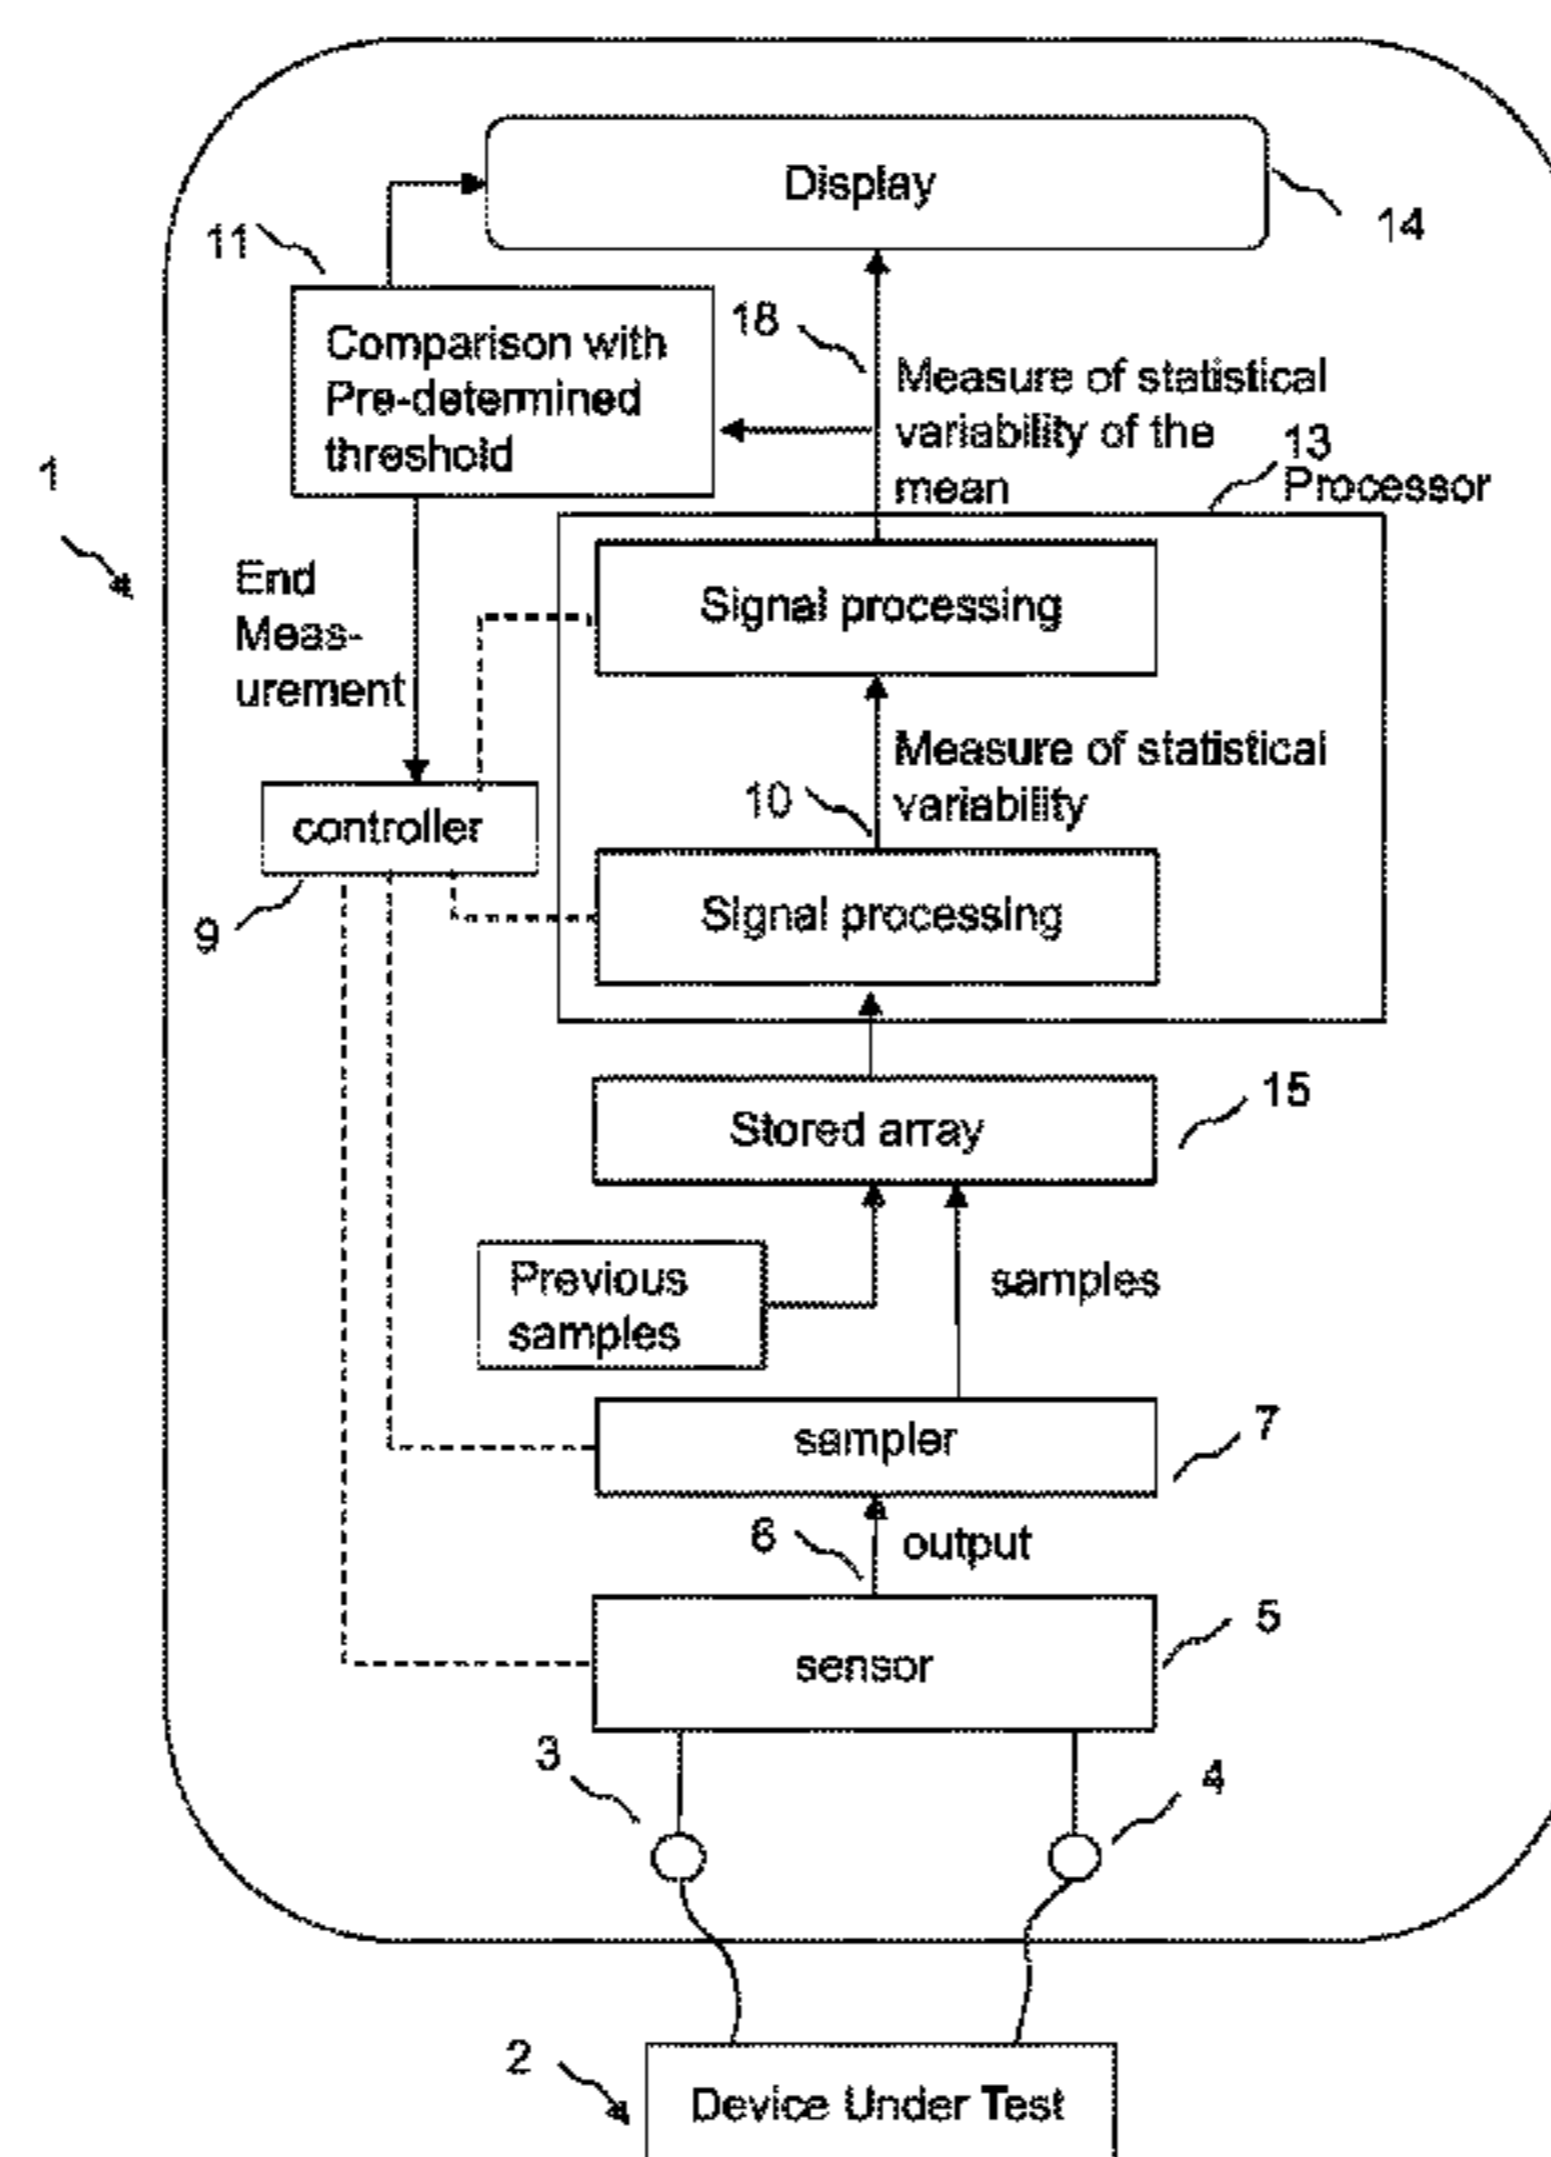 Display
14
11
Comparison with
Pre-determined
threshold
18
Measure of statistical
variability of the
mean
13
Processor
1
End
Meas-
urement
Signal processing
Measure of statistical
variability
10
controller
9
Signal processing
Stored array
15
Previous
samples
samples
sampler
7
6
output
sensor
5
3
4
2
Device Under Test